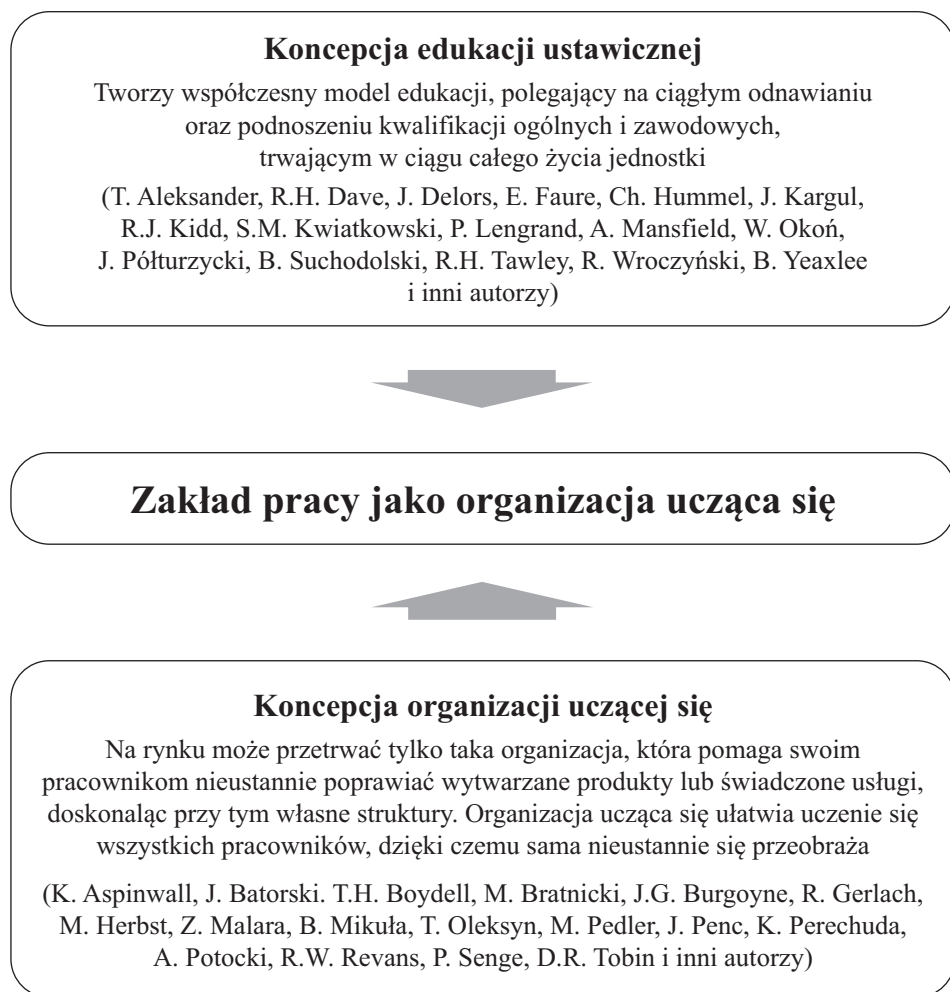 Koncepcja edukacji ustawicznej
Tworzy współczesny model edukacji, polegający na ciągłym odnawianiu
oraz podnoszeniu kwalifikacji ogólnych i zawodowych,
trwającym w ciągu całego życia jednostki
(T. Aleksander, R.H. Dave, J. Delors, E. Faure, Ch. Hummel, J. Kargul,
R.J. Kidd, S.M. Kwiatkowski, P. Lengrand, A. Mansfield, W. Okoń,
J. Półturzycki, B. Suchodolski, R.H. Tawley, R. Wroczyński, B. Yeaxlee
i inni autorzy)
Zakład pracy jako organizacja ucząca się
Koncepcja organizacji uczącej się
Na rynku może przetrwać tylko taka organizacja, która pomaga swoim
pracownikom nieustannie poprawiać wytwarzane produkty lub świadczone usługi,
doskonaląc przy tym własne struktury. Organizacja ucząca się ułatwia uczenie się
wszystkich pracowników, dzięki czemu sama nieustannie się przeobraża
(K. Aspinwall, J. Batorski. T.H. Boydell, M. Bratnicki, J.G. Burgoyne, R. Gerlach,
M. Herbst, Z. Malara, B. Mikuła, T. Oleksyn, M. Pedler, J. Penc, K. Perechuda,
A. Potocki, R.W. Revans, P. Senge, D.R. Tobin i inni autorzy)